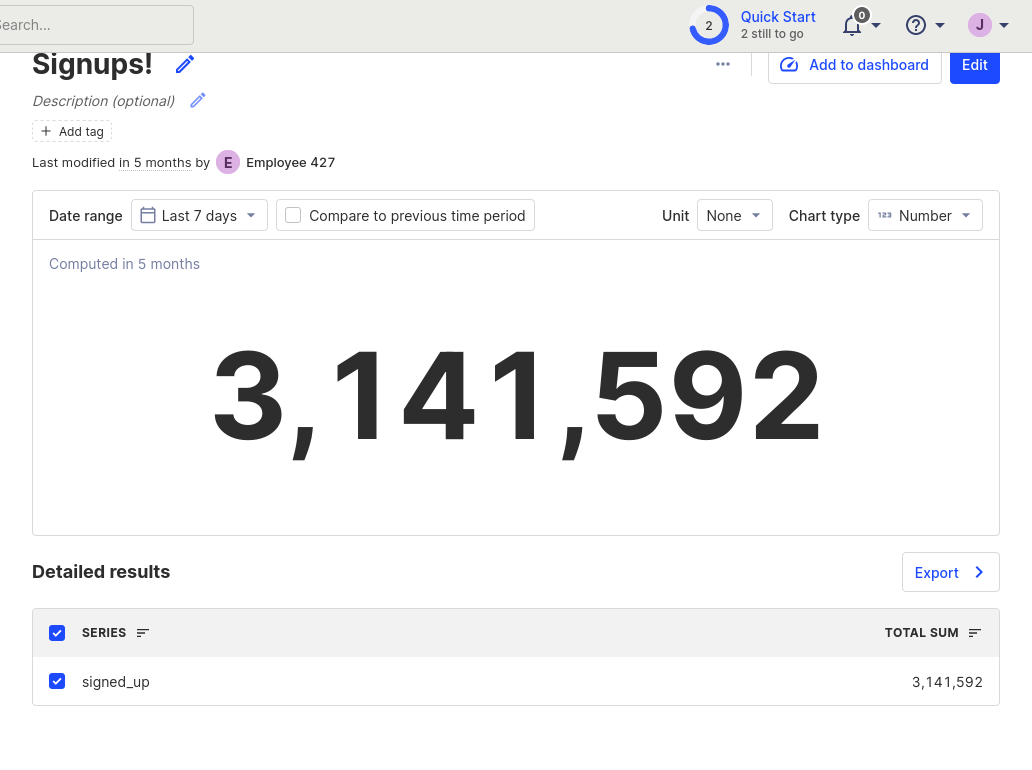 Search...
2
Quick Start
2 still to go
0
J
Signups!
Add to dashboard
Edit
Description (optional)
Add tag
Last modified in 5 months by E Employee 427
Date range Last 7 days Compare to previous time period Unit None Chart type 123 Number
Computed in 5 months
3,141,592
Detailed results
Export
SERIES TOTAL SUM
signed_up 3,141,592